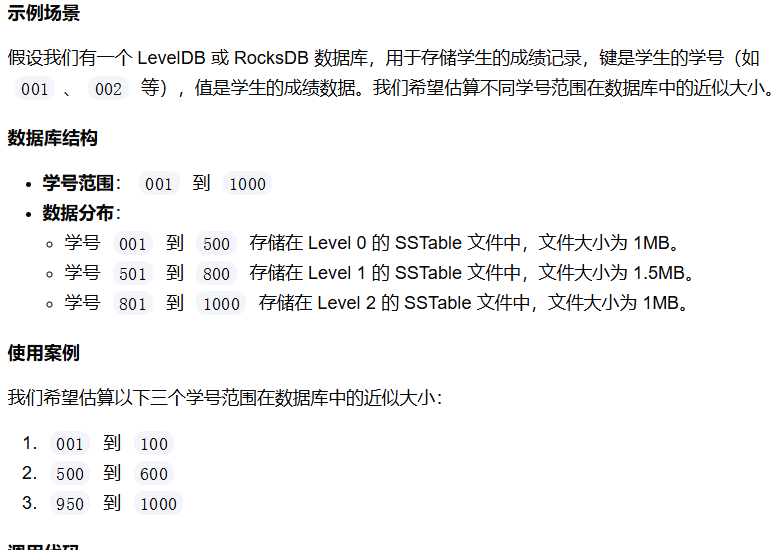 示例场景
假设我们有一个 LevelDB 或 RocksDB 数据库，用于存储学生的成绩记录，键是学生的学号（如
001 、 002 等），值是学生的成绩数据。我们希望估算不同学号范围在数据库中的近似大小。
数据库结构
• 学号范围： 001 到 1000
• 数据分布：
◦ 学号 001 到 500 存储在 Level 0 的 SSTable 文件中，文件大小为 1MB。
◦ 学号 501 到 800 存储在 Level 1 的 SSTable 文件中，文件大小为 1.5MB。
◦ 学号 801 到 1000 存储在 Level 2 的 SSTable 文件中，文件大小为 1MB。
使用案例
我们希望估算以下三个学号范围在数据库中的近似大小：
1. 001 到 100
2. 500 到 600
3. 950 到 1000